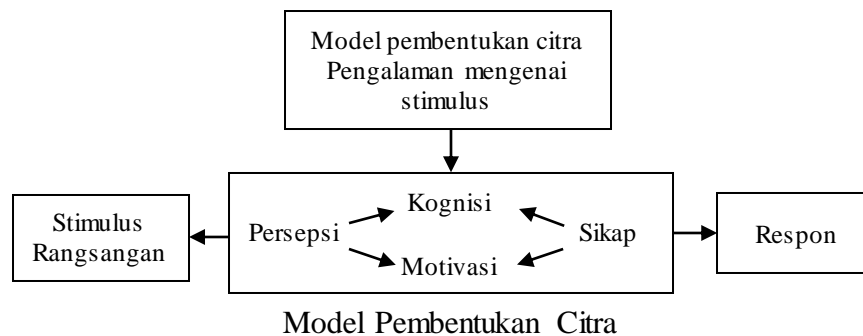 Model pembentukan citra
Pengalaman mengenai
stimulus
Stimulus
Rangsangan
Persepsi
Kognisi
Motivasi
Sikap
Respon
Model Pembentukan Citra